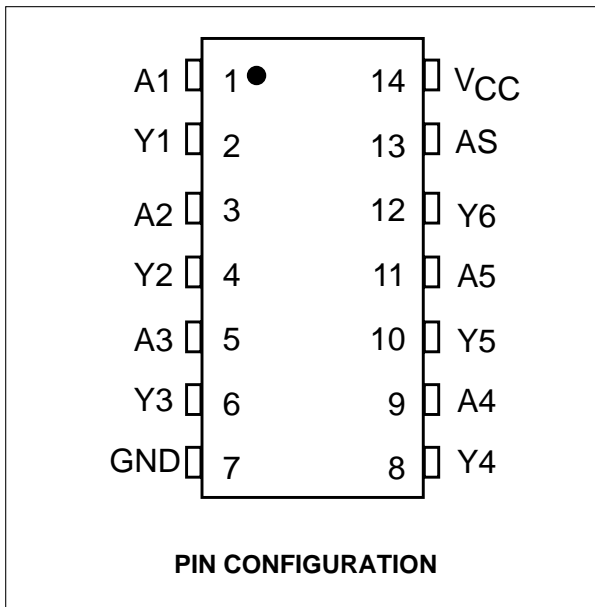 A1 1 14 VCC
Y1 2 13 AS
A2 3 12 Y6
Y2 4 11 A5
A3 5 10 Y5
Y3 6 9 A4
GND 7 8 Y4
PIN CONFIGURATION